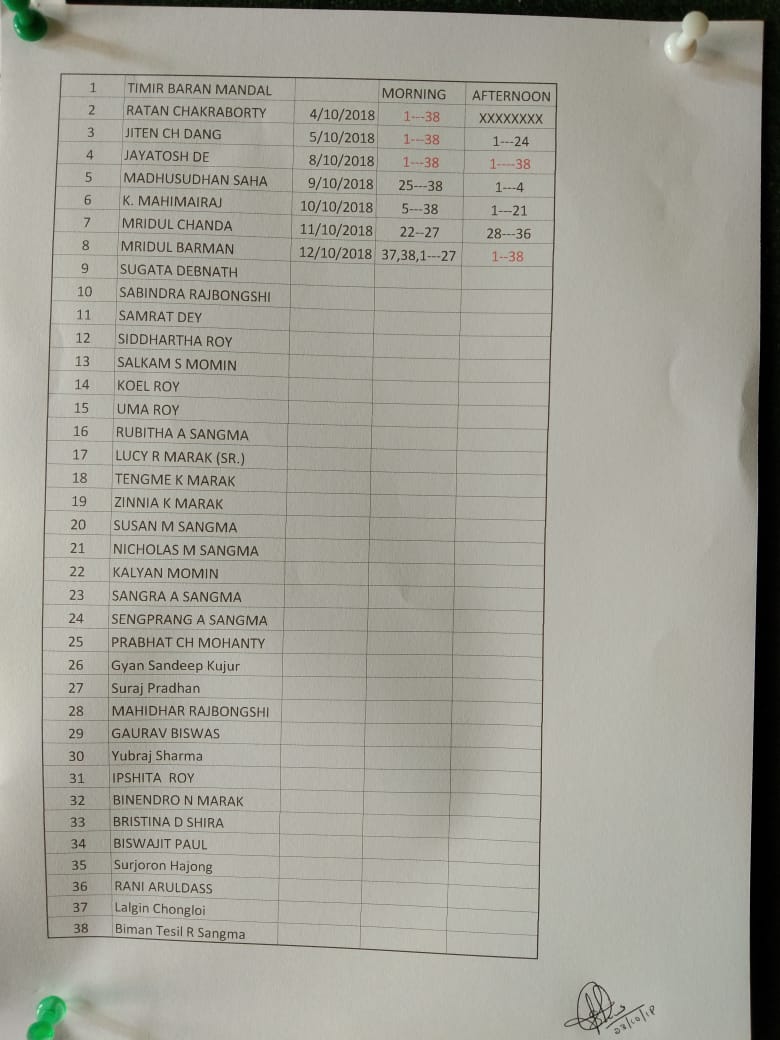 1 TIMIR BARAN MANDAL MORNING AFTERNOON
2 RATAN CHAKRABORTY 4/10/2018 1---38 XXXXXXXX
3 JITEN CH DANG 5/10/2018 1---38 1---24
4 JAYATOSH DE 8/10/2018 1---38 1----38
5 MADHUSUDHAN SAHA 9/10/2018 25---38 1---4
6 K. MAHIMAIRAJ 10/10/2018 5---38 1---21
7 MRIDUL CHANDA 11/10/2018 22--27 28---36
8 MRIDUL BARMAN 12/10/2018 37,38,1---27 1--38
9 SUGATA DEBNATH
10 SABINDRA RAJBONGSHI
11 SAMRAT DEY
12 SIDDHARTHA ROY
13 SALKAM S MOMIN
14 KOEL ROY
15 UMA ROY
16 RUBITHA A SANGMA
17 LUCY R MARAK (SR.)
18 TENGME K MARAK
19 ZINNIA K MARAK
20 SUSAN M SANGMA
21 NICHOLAS M SANGMA
22 KALYAN MOMIN
23 SANGRA A SANGMA
24 SENGPRANG A SANGMA
25 PRABHAT CH MOHANTY
26 Gyan Sandeep Kujur
27 Suraj Pradhan
28 MAHIDHAR RAJBONGSHI
29 GAURAV BISWAS
30 Yubraj Sharma
31 IPSHITA ROY
32 BINENDRO N MARAK
33 BRISTINA D SHIRA
34 BISWAJIT PAUL
35 Surjoron Hajong
36 RANI ARULDASS
37 Lalgin Chongloi
38 Biman Tesil R Sangma
03/10/18